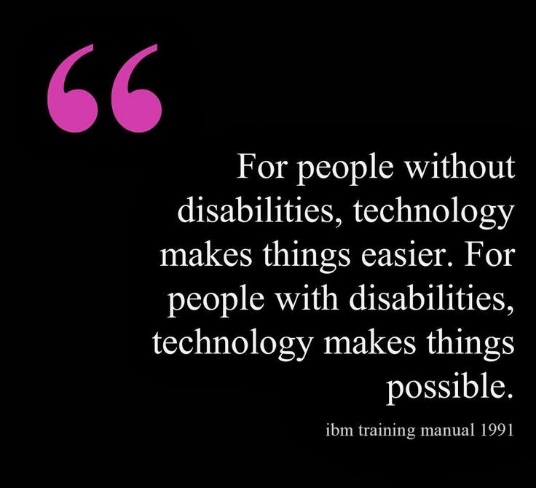 For people without
disabilities, technology
makes things easier. For
people with disabilities,
technology makes things
possible.
ibm training manual 1991